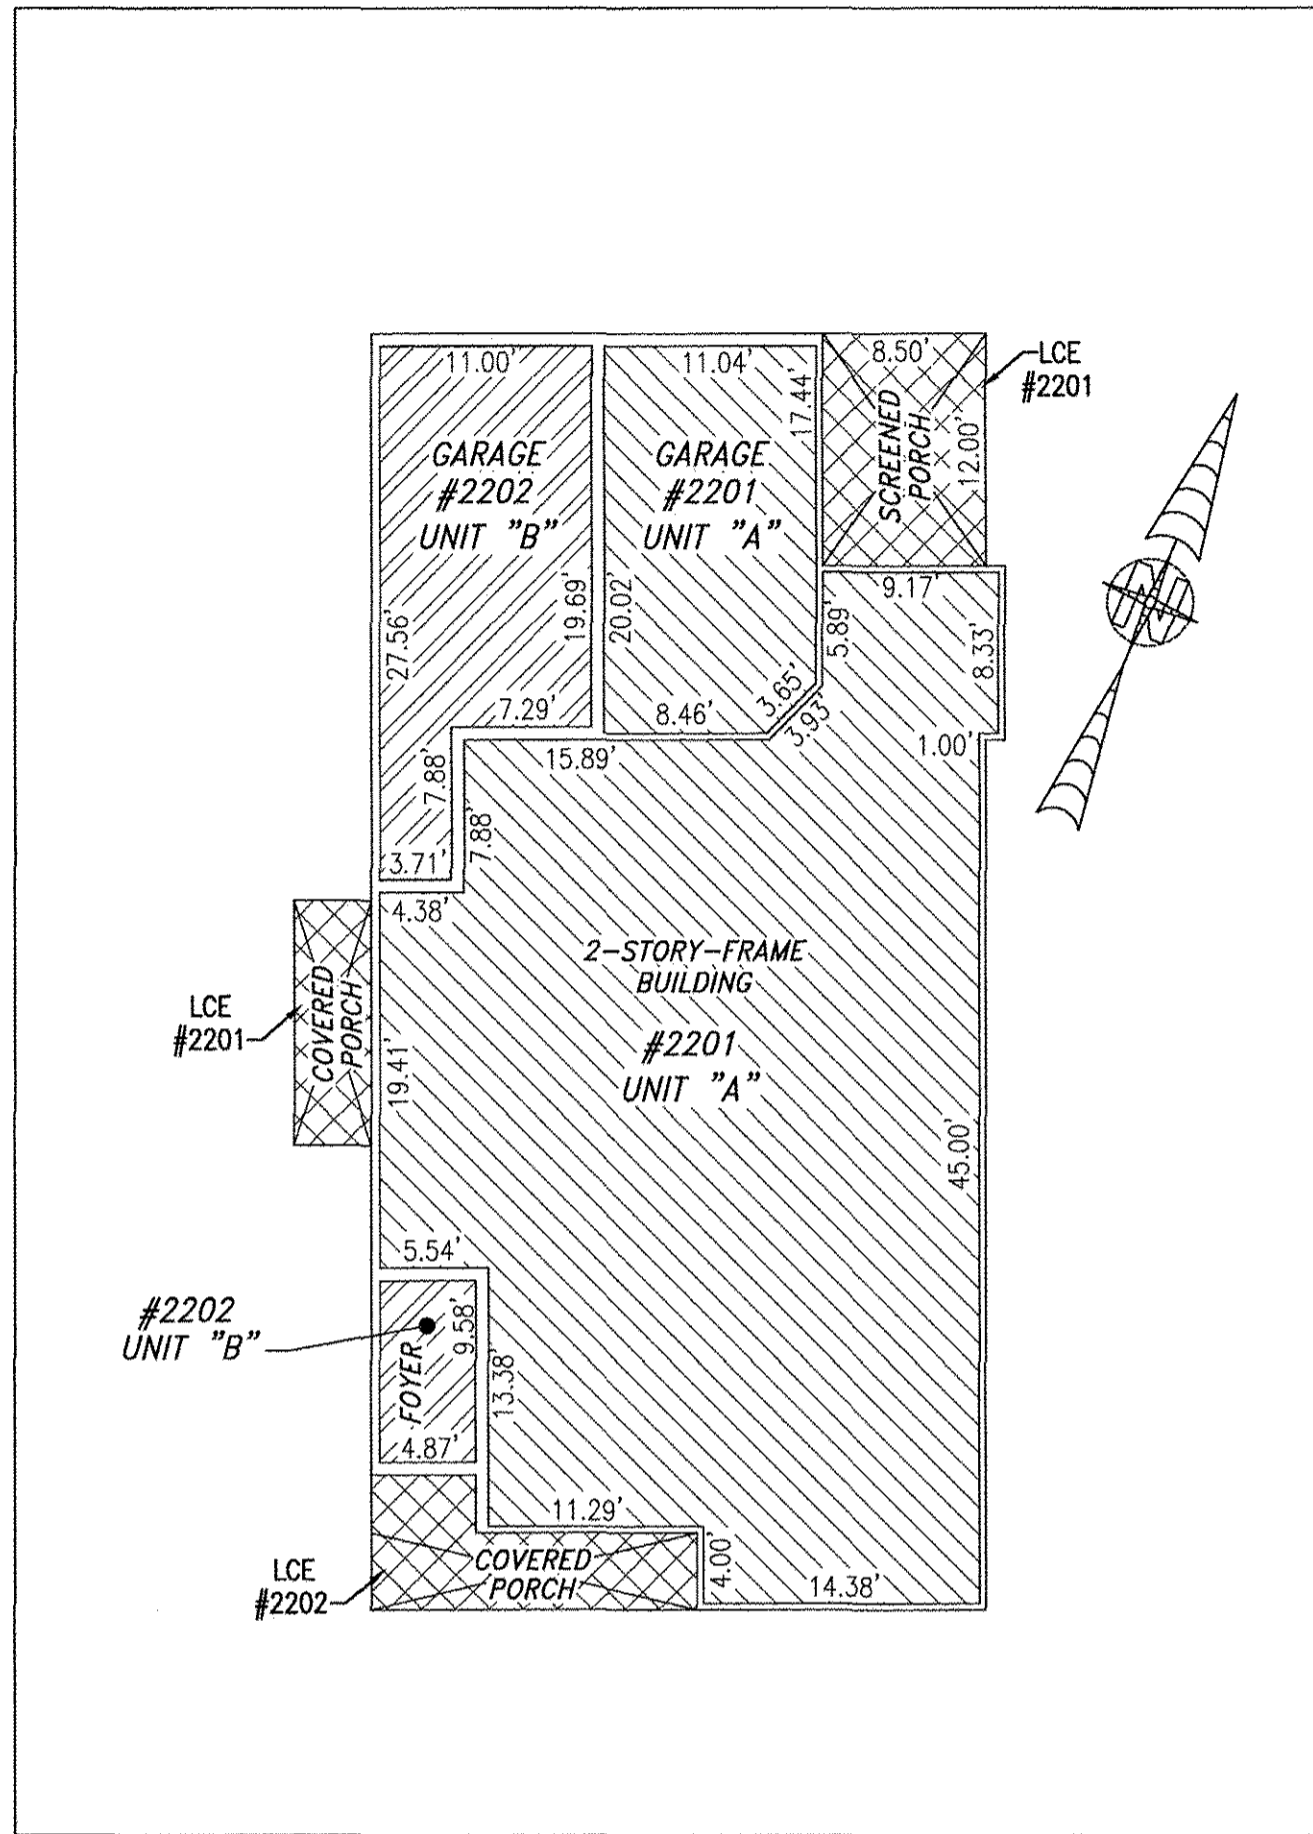 11.00'
11.04'
8.50'
LCE
#2201
17.44'
GARAGE
#2202
UNIT "B"
GARAGE
#2201
UNIT "A"
SCREENED
PORCH
12.00'
9.17'
27.56'
19.69'
20.02'
5.89'
8.33'
7.29'
8.46'
3.65'
3.93'
1.00'
15.89'
7.88'
7.88'
3.71'
4.38'
2-STORY-FRAME
BUILDING
#2201
UNIT "A"
LCE
#2201
COVERED
PORCH
19.41'
45.00'
5.54'
#2202
UNIT "B"
FOYER
9.58'
13.38'
4.87'
11.29'
LCE
#2202
COVERED
PORCH
4.00'
14.38'
N